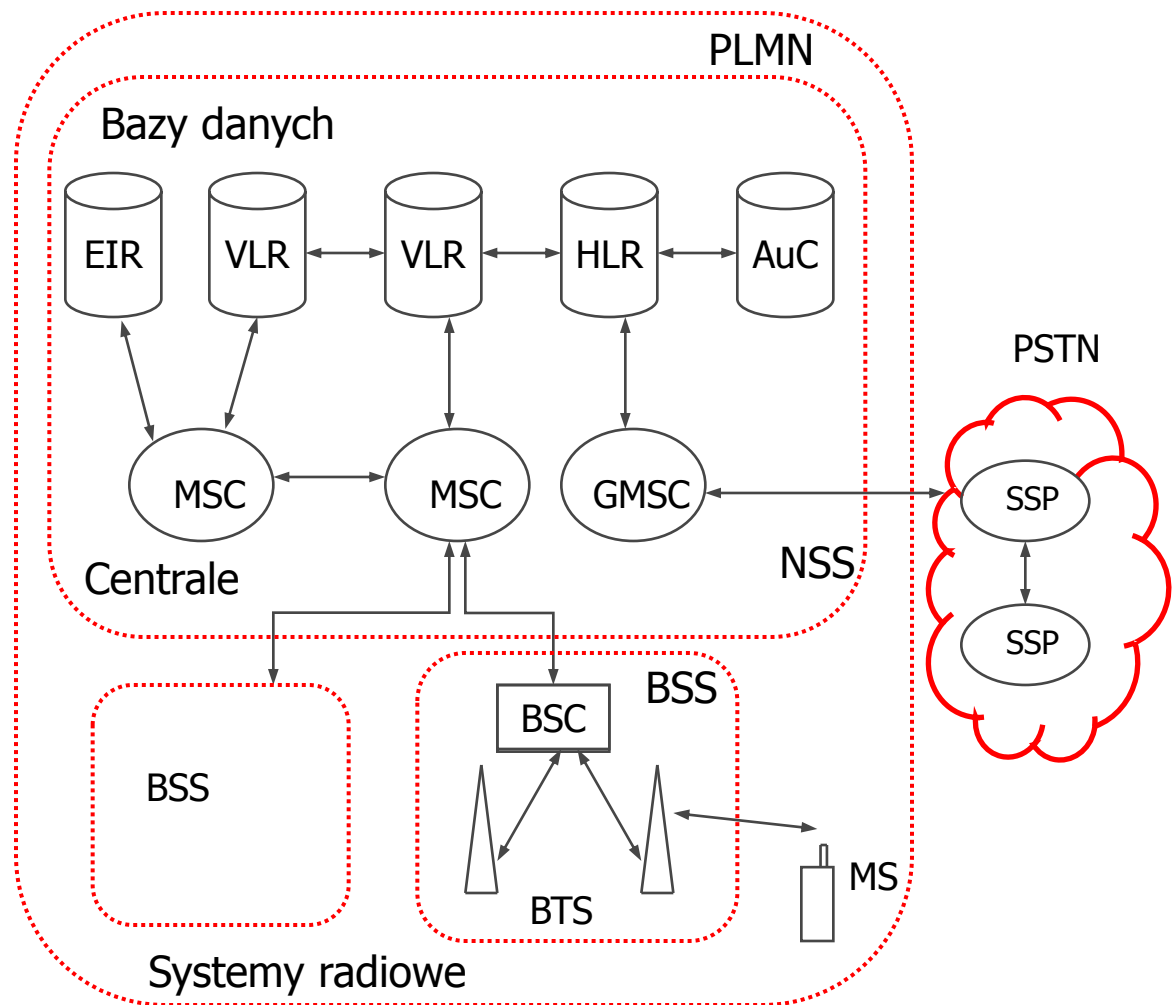 PLMN
Bazy danych
EIR
VLR
VLR
HLR
AuC
PSTN
MSC
MSC
GMSC
SSP
Centrale
NSS
SSP
BSS
BSC
BSS
MS
BTS
Systemy radiowe